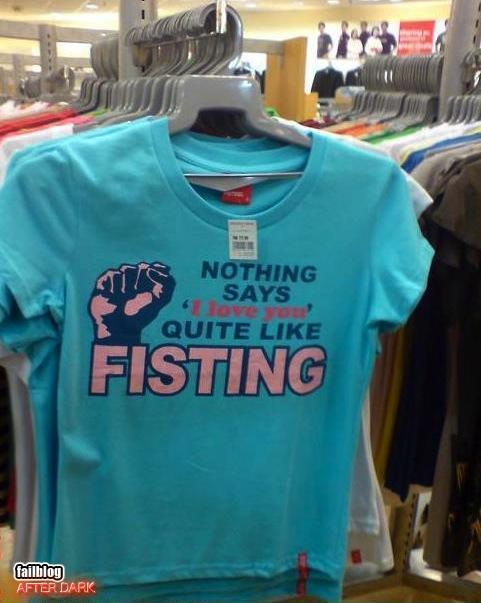 NOTHING
SAYS
'I love you'
QUITE LIKE
FISTING
failblog
AFTER DARK